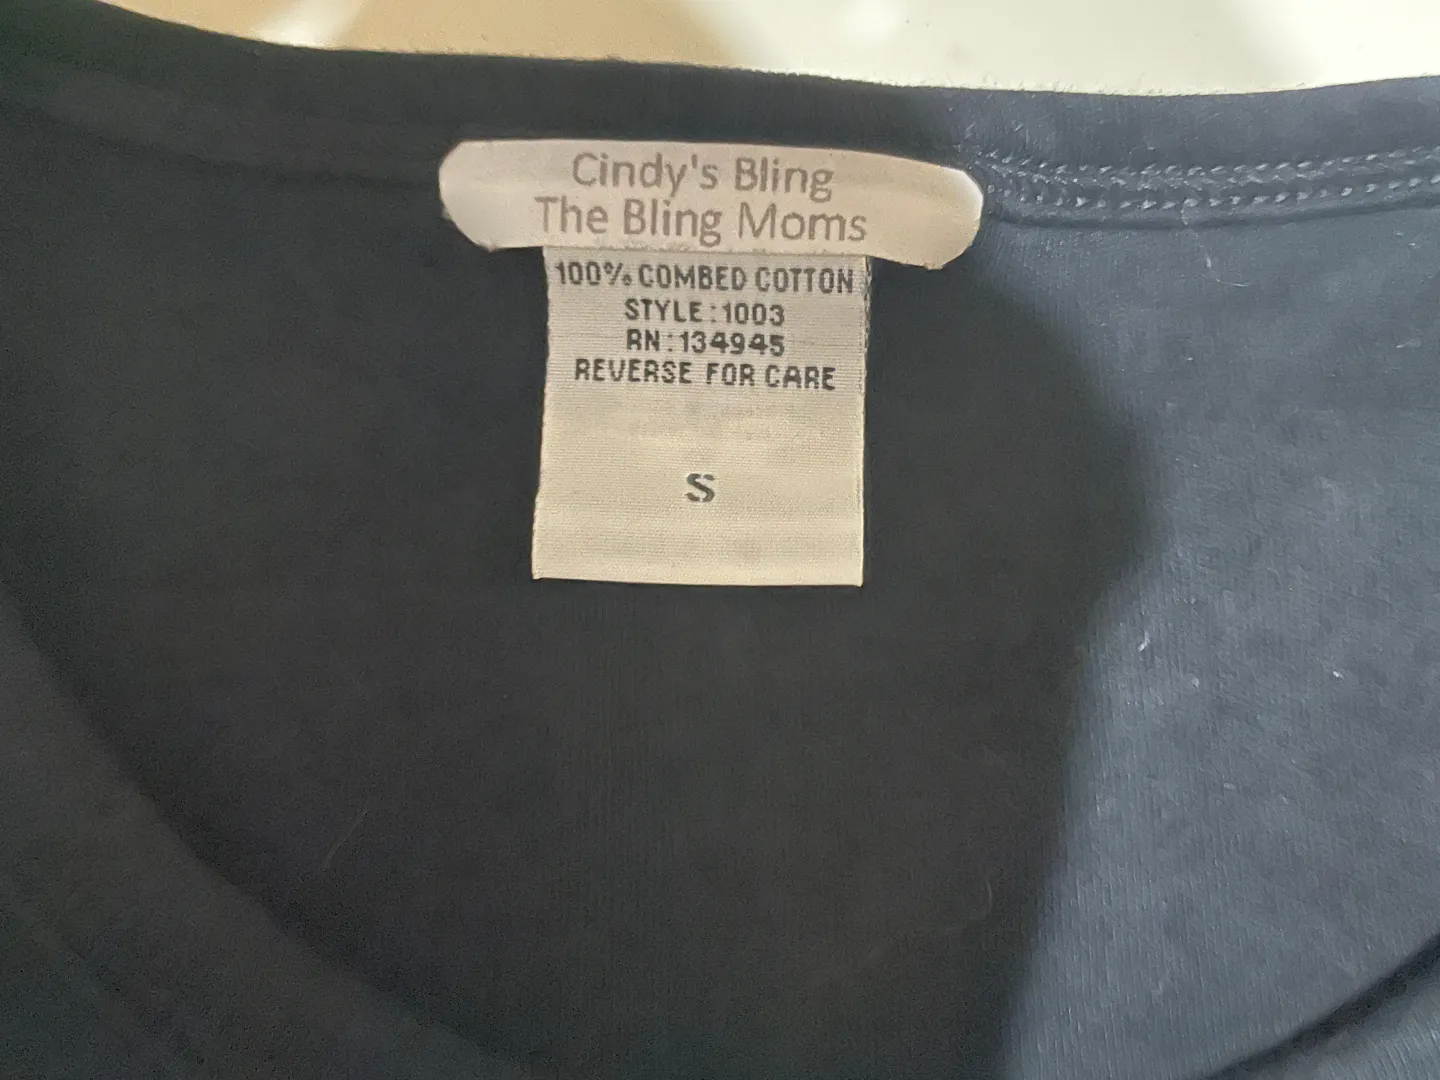 Cindy's Bling
The Bling Moms
100% COMBED COTTON
STYLE:1003
RN:134945
REVERSE FOR CARE
S